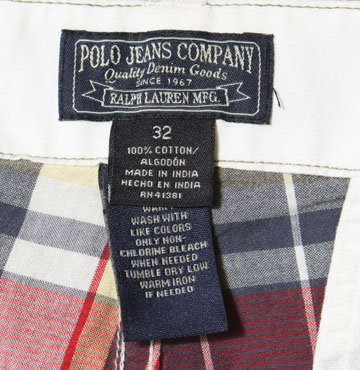 POLO JEANS COMPANY
Quality Denim Goods
SINCE 1967
RALPH LAUREN MFG.
32
100% COTTON/
ALGODÓN
MADE IN INDIA
HECHO EN INDIA
RN41381
WASH WITH
LIKE COLORS
ONLY NON-
CHLORINE BLEACH
WHEN NEEDED
TUMBLE DRY LOW
WARM IRON
IF NEEDED